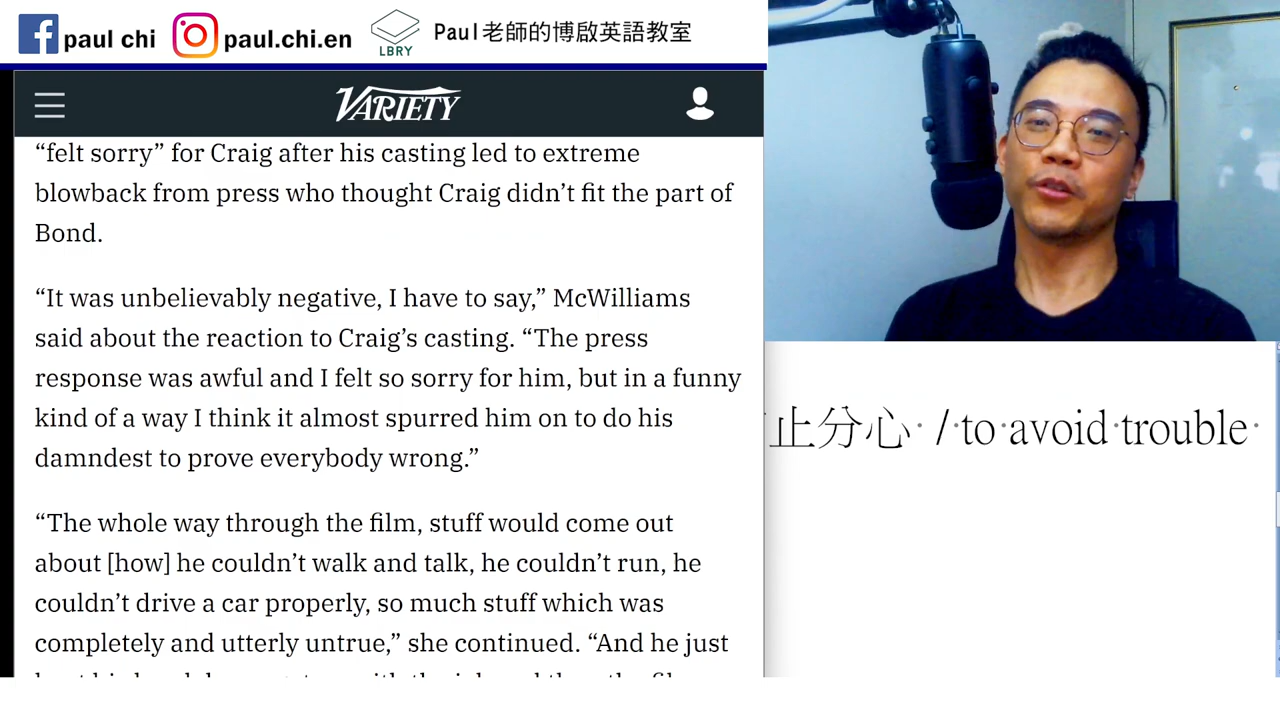 paul chi
paul.chi.en
LBRY
Paul老師的博啟英語教室
VARIETY
“felt sorry” for Craig after his casting led to extreme
blowback from press who thought Craig didn’t fit the part of
Bond.
“It was unbelievably negative, I have to say,” McWilliams
said about the reaction to Craig’s casting. “The press
response was awful and I felt so sorry for him, but in a funny
kind of a way I think it almost spurred him on to do his
damndest to prove everybody wrong.”
“The whole way through the film, stuff would come out
about [how] he couldn’t walk and talk, he couldn’t run, he
couldn’t drive a car properly, so much stuff which was
completely and utterly untrue,” she continued. “And he just
止分心 / to avoid trouble